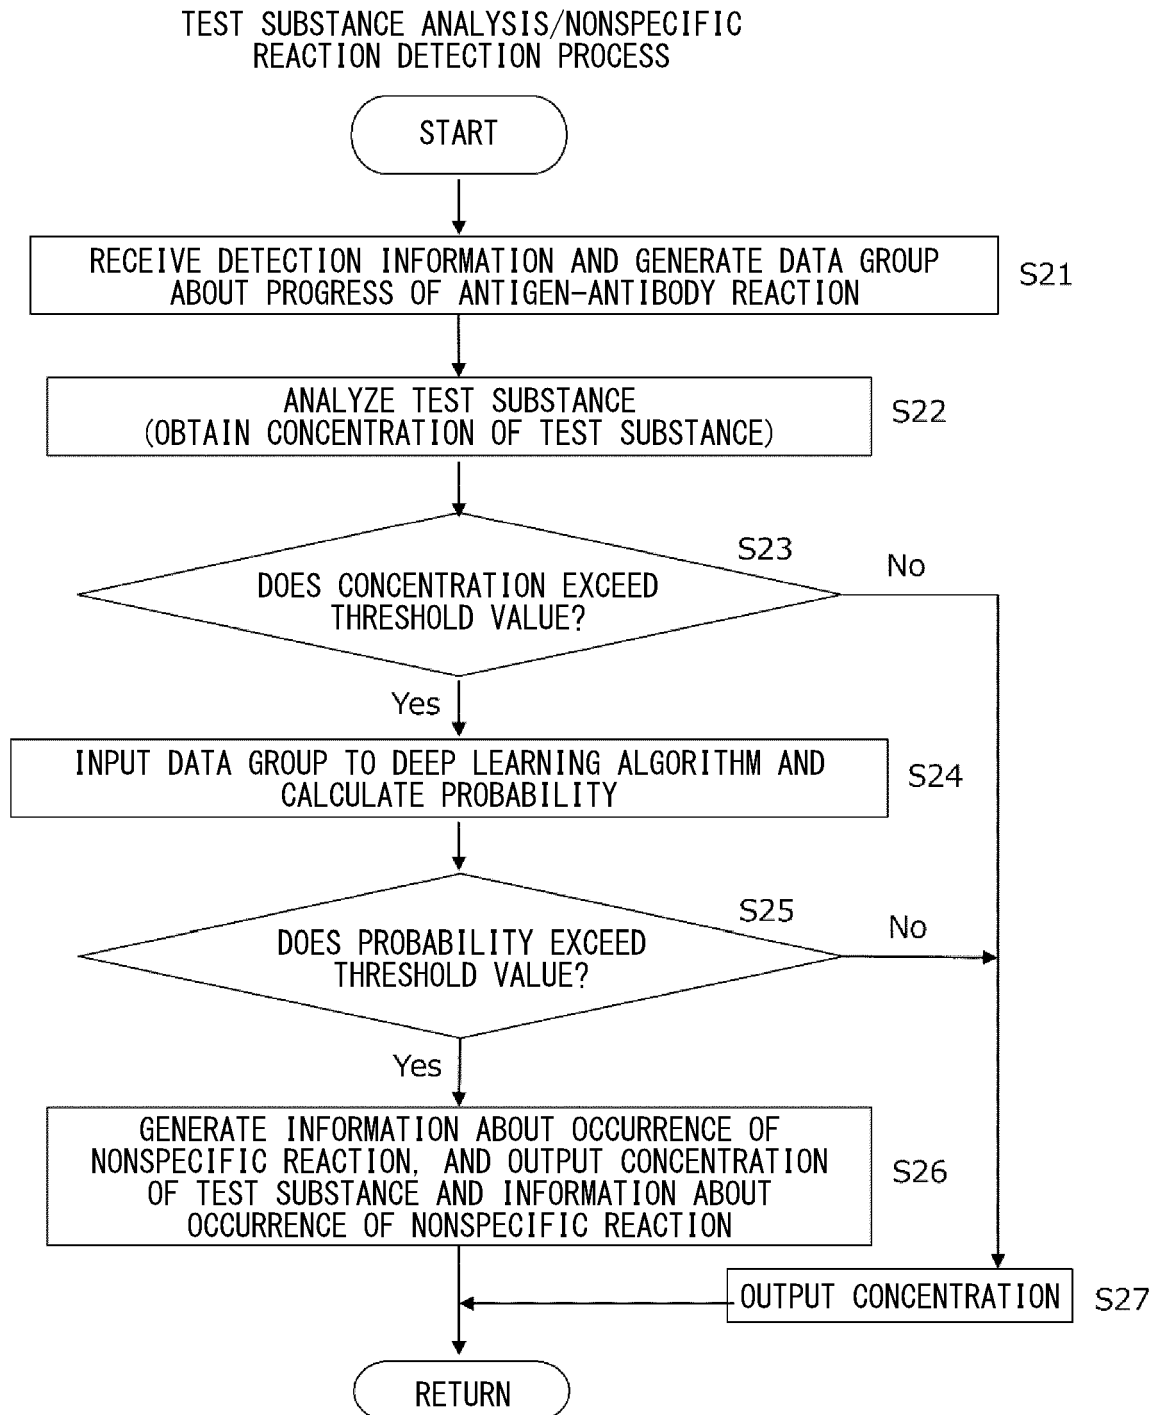 TEST SUBSTANCE ANALYSIS/NONSPECIFIC
REACTION DETECTION PROCESS
START
RECEIVE DETECTION INFORMATION AND GENERATE DATA GROUP
ABOUT PROGRESS OF ANTIGEN-ANTIBODY REACTION
S21
ANALYZE TEST SUBSTANCE
(OBTAIN CONCENTRATION OF TEST SUBSTANCE)
S22
S23
DOES CONCENTRATION EXCEED
THRESHOLD VALUE?
No
Yes
INPUT DATA GROUP TO DEEP LEARNING ALGORITHM AND
CALCULATE PROBABILITY
S24
S25
DOES PROBABILITY EXCEED
THRESHOLD VALUE?
No
Yes
GENERATE INFORMATION ABOUT OCCURRENCE OF
NONSPECIFIC REACTION, AND OUTPUT CONCENTRATION
OF TEST SUBSTANCE AND INFORMATION ABOUT
OCCURRENCE OF NONSPECIFIC REACTION
S26
OUTPUT CONCENTRATION
S27
RETURN